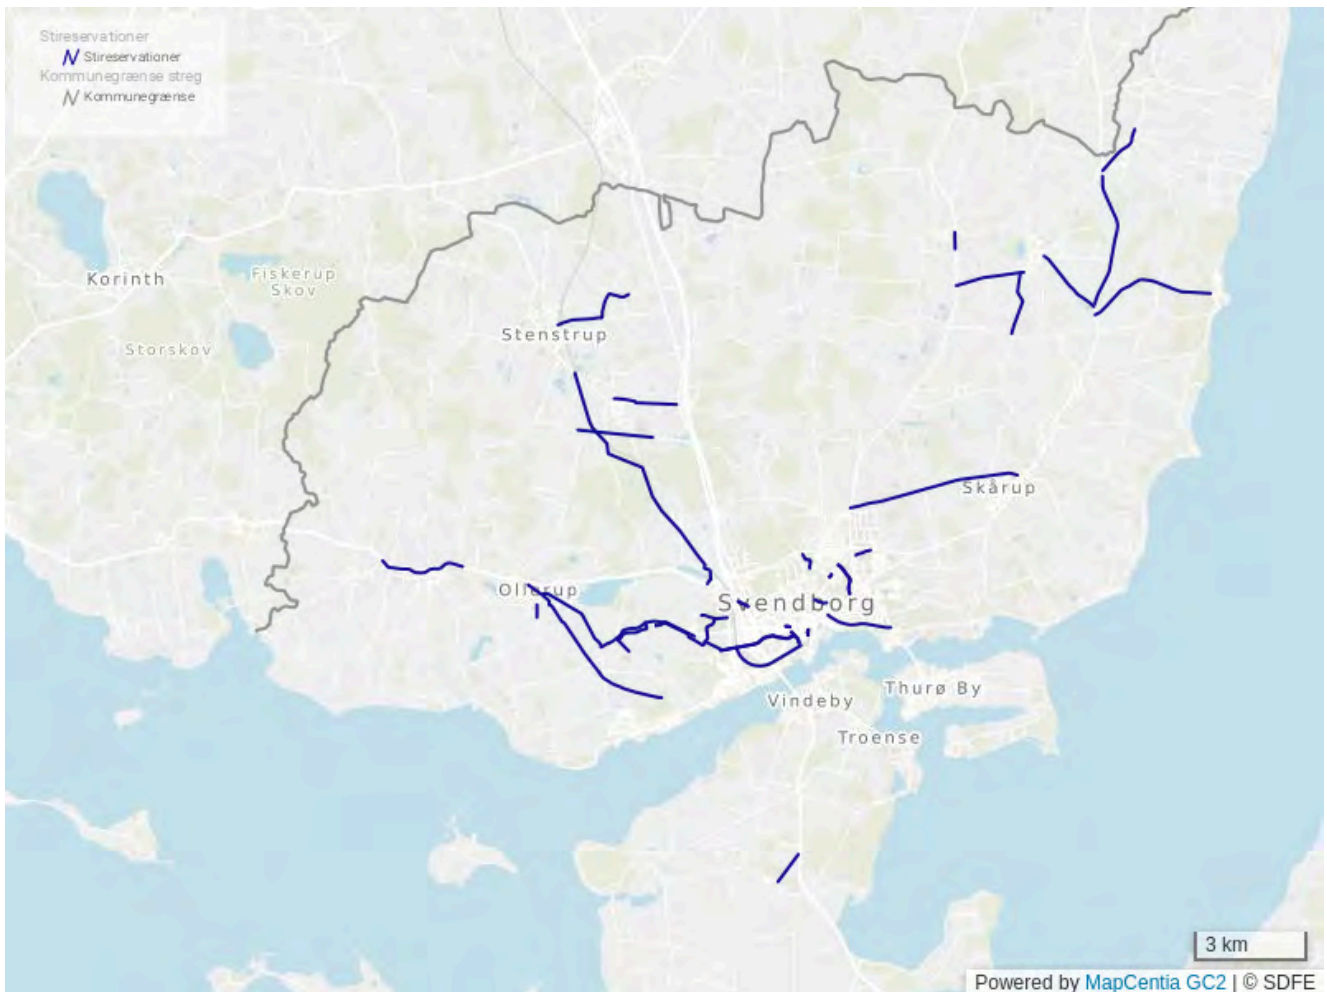 Stireservationer
Stireservationer
Kommunegrænse streg
Kommunegrænse
Korinth
Fiskerup
Skov
Storskov
Stenstrup
Skårup
Ollerup
Svendborg
Vindeby
Thurø By
Troense
3 km
Powered by MapCentia GC2 | © SDFE